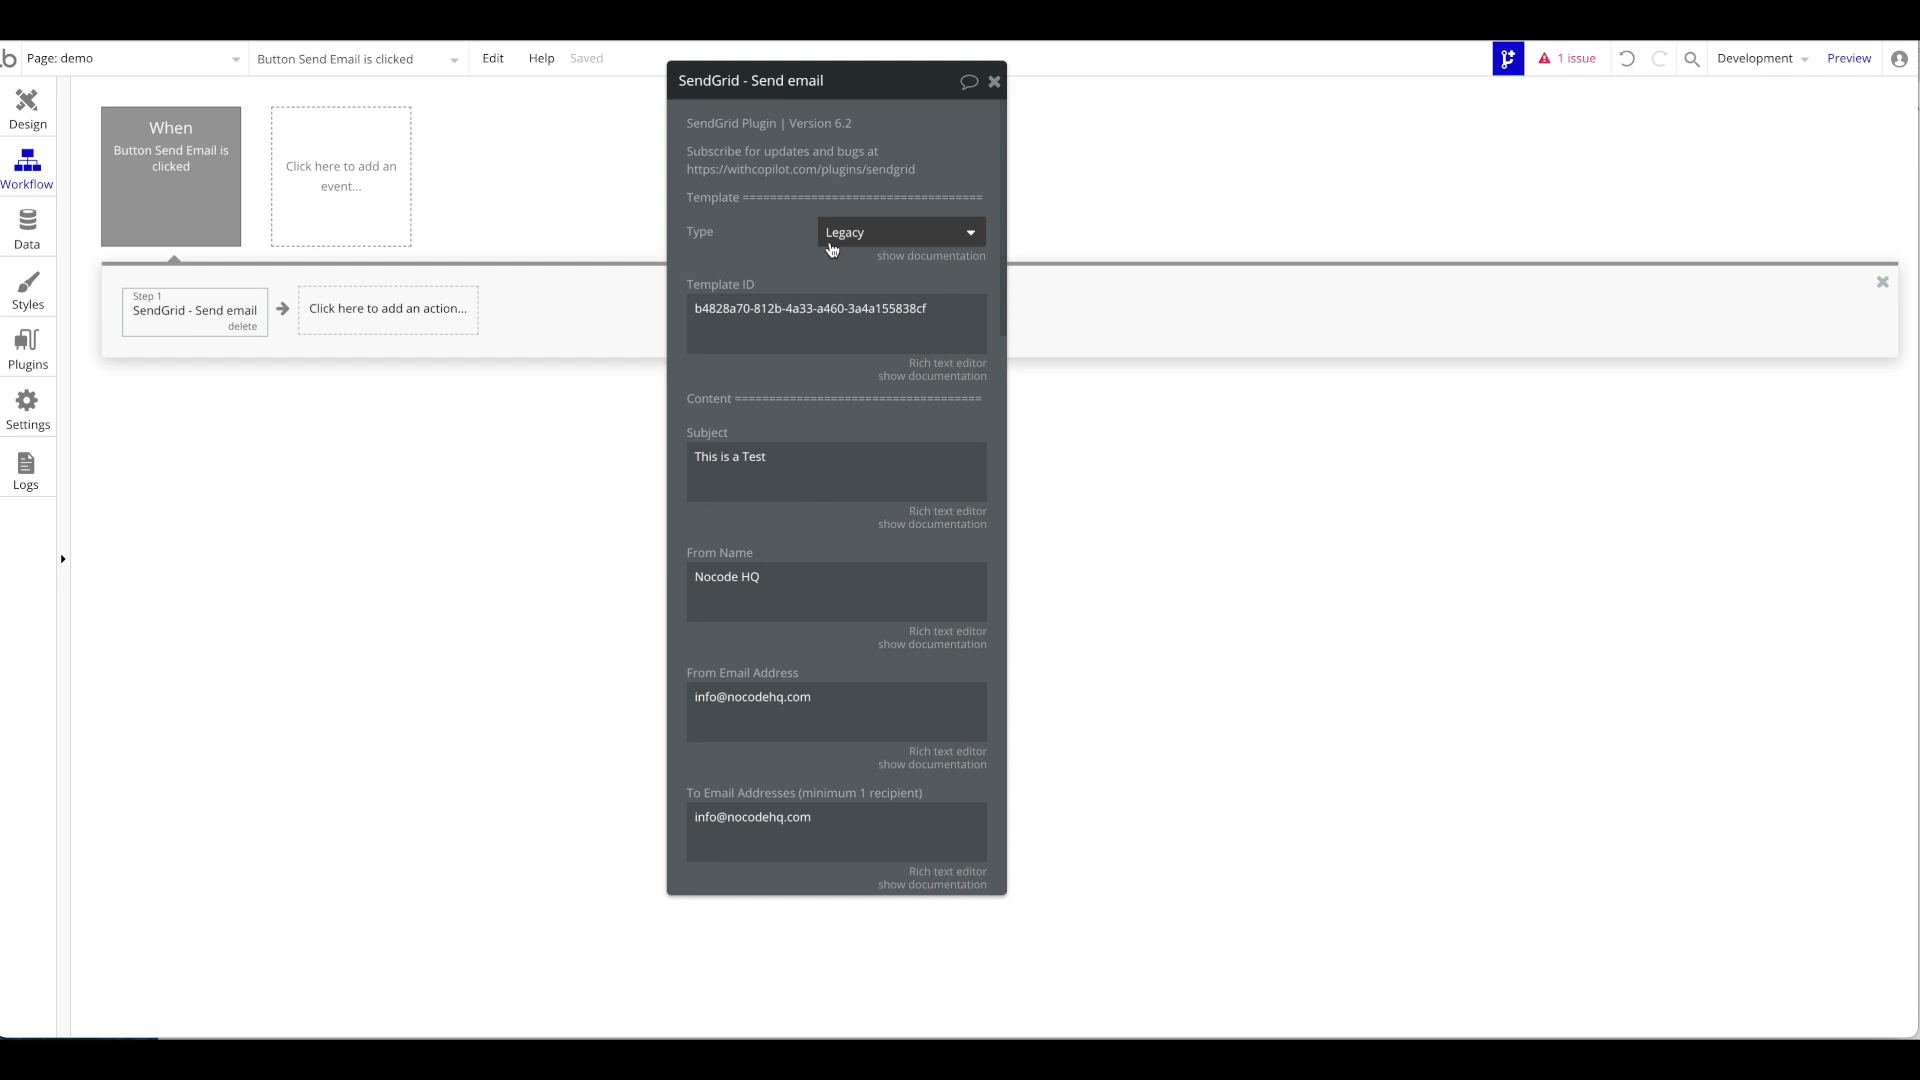 b Page: demo
Button Send Email is clicked
Edit
Help
Saved
1 issue
Development
Preview
Design
Workflow
Data
Styles
Plugins
Settings
Logs
When
Button Send Email is
clicked
Click here to add an
event...
Step 1
SendGrid - Send email
delete
Click here to add an action...
SendGrid - Send email
SendGrid Plugin | Version 6.2
Subscribe for updates and bugs at
https://withcopilot.com/plugins/sendgrid
Template ===================================
Type
Legacy
show documentation
Template ID
b4828a70-812b-4a33-a460-3a4a155838cf
Rich text editor
show documentation
Content ====================================
Subject
This is a Test
Rich text editor
show documentation
From Name
Nocode HQ
Rich text editor
show documentation
From Email Address
info@nocodehq.com
Rich text editor
show documentation
To Email Addresses (minimum 1 recipient)
info@nocodehq.com
Rich text editor
show documentation